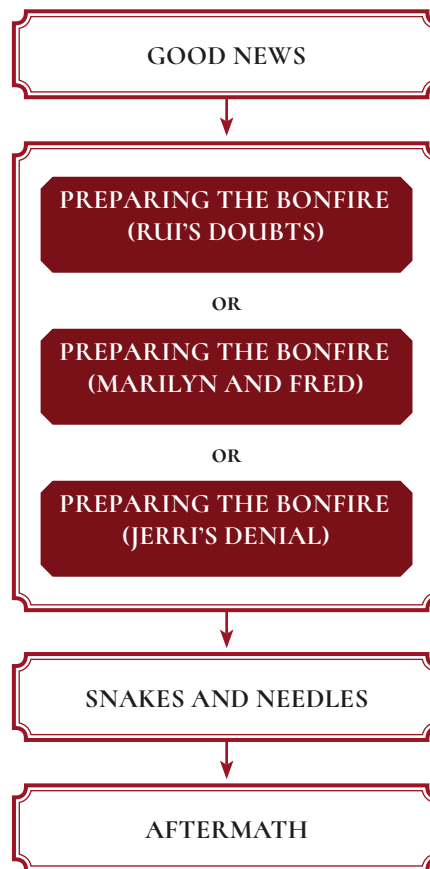 GOOD NEWS
PREPARING THE BONFIRE
(RUI'S DOUBTS)
OR
PREPARING THE BONFIRE
(MARILYN AND FRED)
OR
PREPARING THE BONFIRE
(JERRI'S DENIAL)
SNAKES AND NEEDLES
AFTERMATH